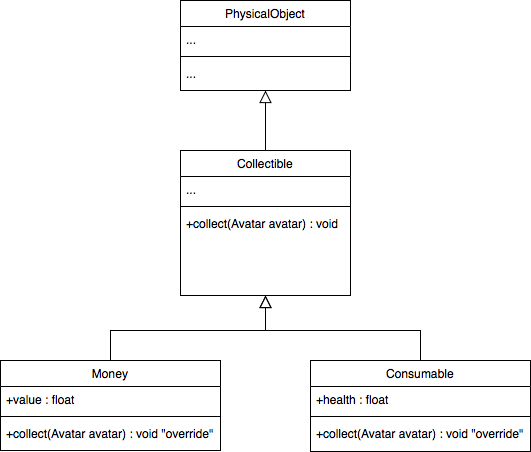 PhysicalObject
...
...
Collectible
...
+collect(Avatar avatar) : void
Money
+value : float
+collect(Avatar avatar) : void "override"
Consumable
+health : float
+collect(Avatar avatar) : void "override"